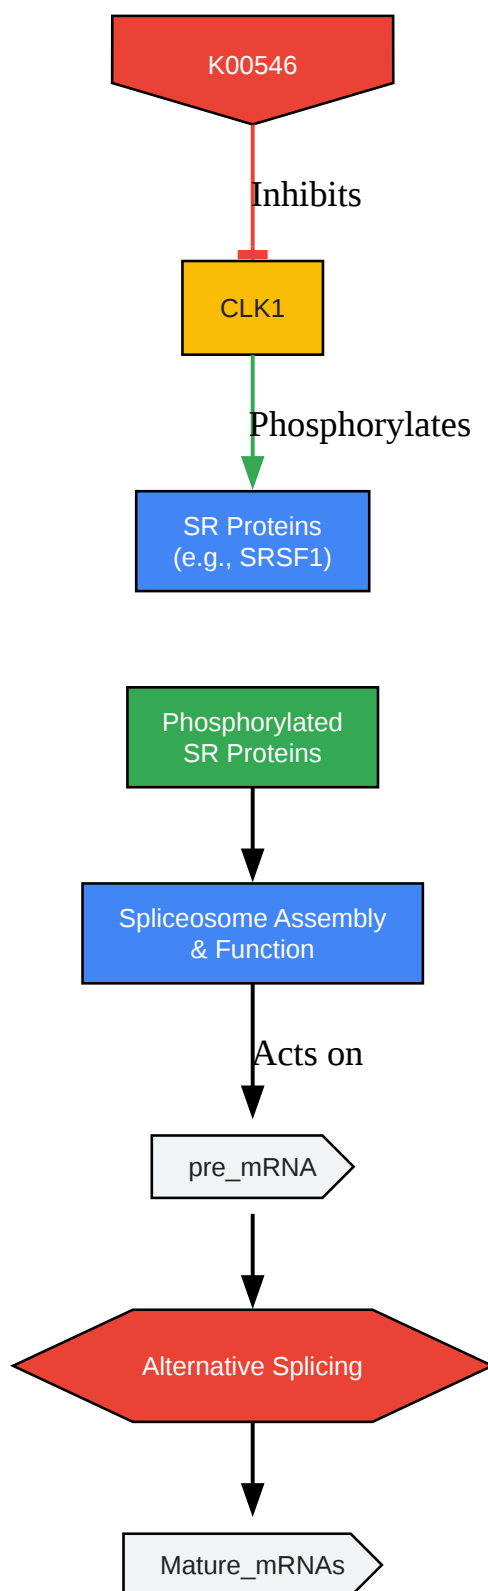 K00546
Inhibits
CLK1
Phosphorylates
SR Proteins
(e.g., SRSF1)
Phosphorylated
SR Proteins
Spliceosome Assembly
& Function
Acts on
pre_mRNA
Alternative Splicing
Mature_mRNAs